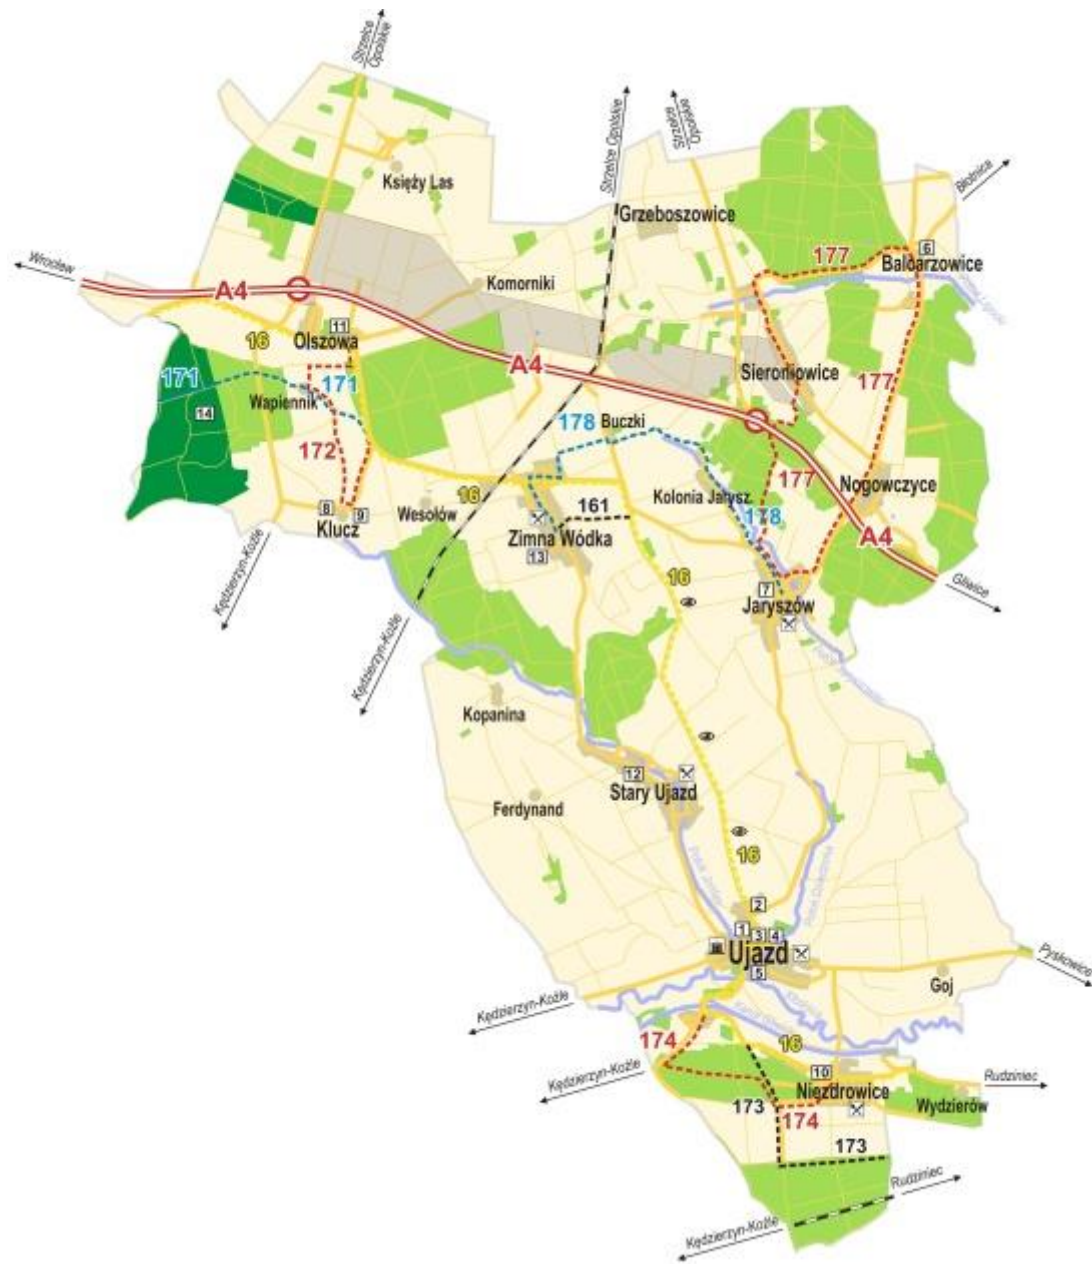 Strzelce
Opolskie
Strzelce Opolskie
Strzelce
Opolskie
Błotnica
Księży Las
Grzeboszowice
177
6
Balcarzowice
Wrocław
A4
Komorniki
16
11
Olszowa
A4
Sieroniowice
171
171
Wapiennik
177
14
172
178
Buczki
177
Nogowczyce
16
161
Kolonia Jarysz.
178
A4
8
9
Klucz
Wesołów
Zimna Wódka
13
Kędzierzyn-Koźle
16
7
Jaryszów
Gliwice
Kędzierzyn-Koźle
Kopanina
12
Stary Ujazd
Ferdynand
16
2
1
3
4
Ujazd
5
Pyskowice
Goj
Kędzierzyn-Koźle
174
16
Kędzierzyn-Koźle
10
Niezdrowice
Rudziniec
173
174
Wydzierów
173
Rudziniec
Kędzierzyn-Koźle